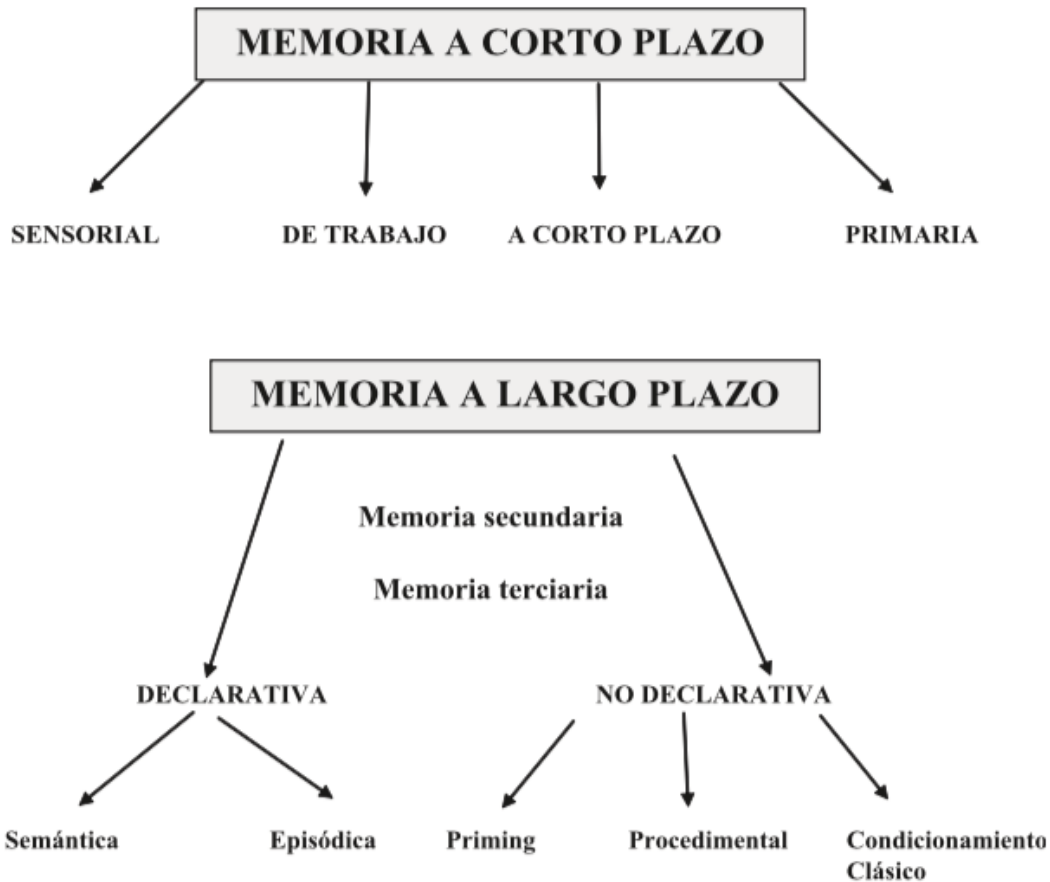 MEMORIA A CORTO PLAZO
SENSORIAL DE TRABAJO A CORTO PLAZO PRIMARIA
MEMORIA A LARGO PLAZO
Memoria secundaria
Memoria terciaria
DECLARATIVA NO DECLARATIVA
Semántica Episódica Priming Procedimental Condicionamiento
Clásico